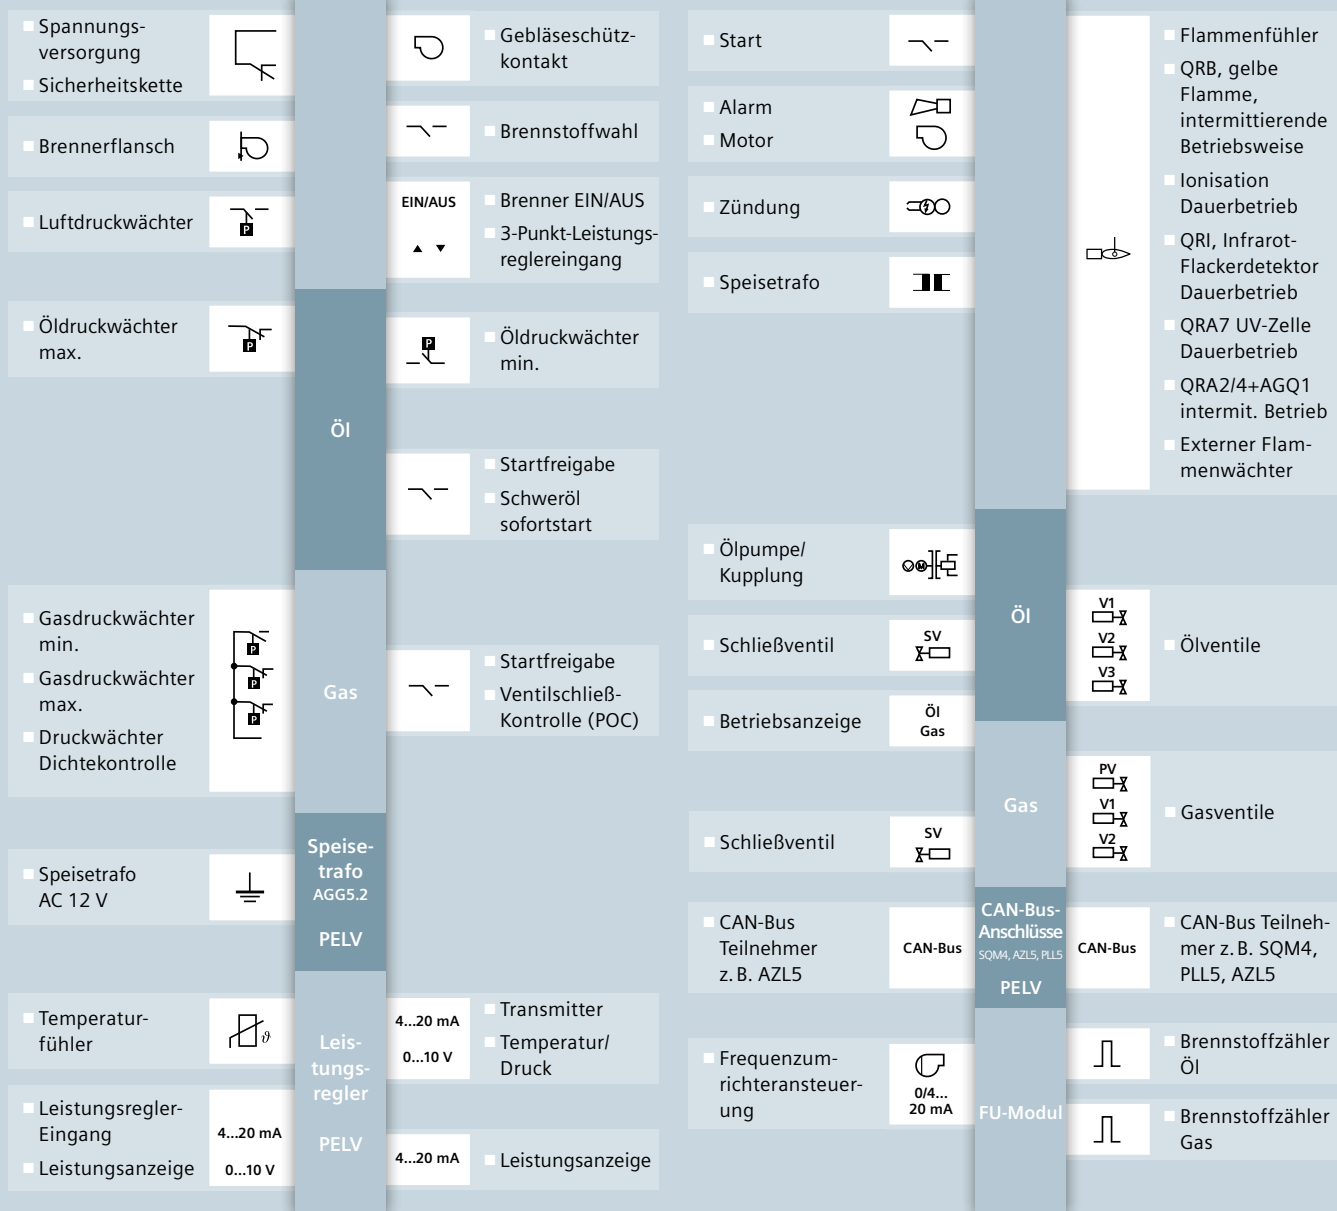 Spannungs-
versorgung
Sicherheitskette
Brennerflansch
Luftdruckwächter
P
Öldruckwächter
max.
P
Gasdruckwächter
min.
Gasdruckwächter
max.
Druckwächter
Dichtekontrolle
P
P
P
Speisetrafo
AC 12 V
Temperatur-
fühler
ϑ
Leistungsregler-
Eingang
Leistungsanzeige
4...20 mA
0...10 V
Öl
Gas
Speise-
trafo
AGG5.2
PELV
Leis-
tungs-
regler
PELV
Gebläseschütz-
kontakt
Brennstoffwahl
EIN/AUS
▲ ▼
Brenner EIN/AUS
3-Punkt-Leistungs-
reglereingang
P
Öldruckwächter
min.
Startfreigabe
Schweröl
sofortstart
Startfreigabe
Ventilschließ-
Kontrolle (POC)
4...20 mA
0...10 V
Transmitter
Temperatur/
Druck
4...20 mA
Leistungsanzeige
Start
Alarm
Motor
Zündung
Speisetrafo
Ölpumpe/
Kupplung
M
Schließventil
SV
Betriebsanzeige
Öl
Gas
Schließventil
SV
CAN-Bus
Teilnehmer
z. B. AZL5
CAN-Bus
Frequenzum-
richteransteuer-
ung
0/4...
20 mA
Öl
Gas
CAN-Bus-
Anschlüsse
SQM4, AZL5, PLL5
PELV
FU-Modul
Flammenfühler
QRB, gelbe
Flamme,
intermittierende
Betriebsweise
Ionisation
Dauerbetrieb
QRI, Infrarot-
Flackerdetektor
Dauerbetrieb
QRA7 UV-Zelle
Dauerbetrieb
QRA2/4+AGQ1
intermit. Betrieb
Externer Flam-
menwächter
V1
V2
V3
Ölventile
PV
V1
V2
Gasventile
CAN-Bus
CAN-Bus Teilneh-
mer z. B. SQM4,
PLL5, AZL5
Brennstoffzähler
Öl
Brennstoffzähler
Gas